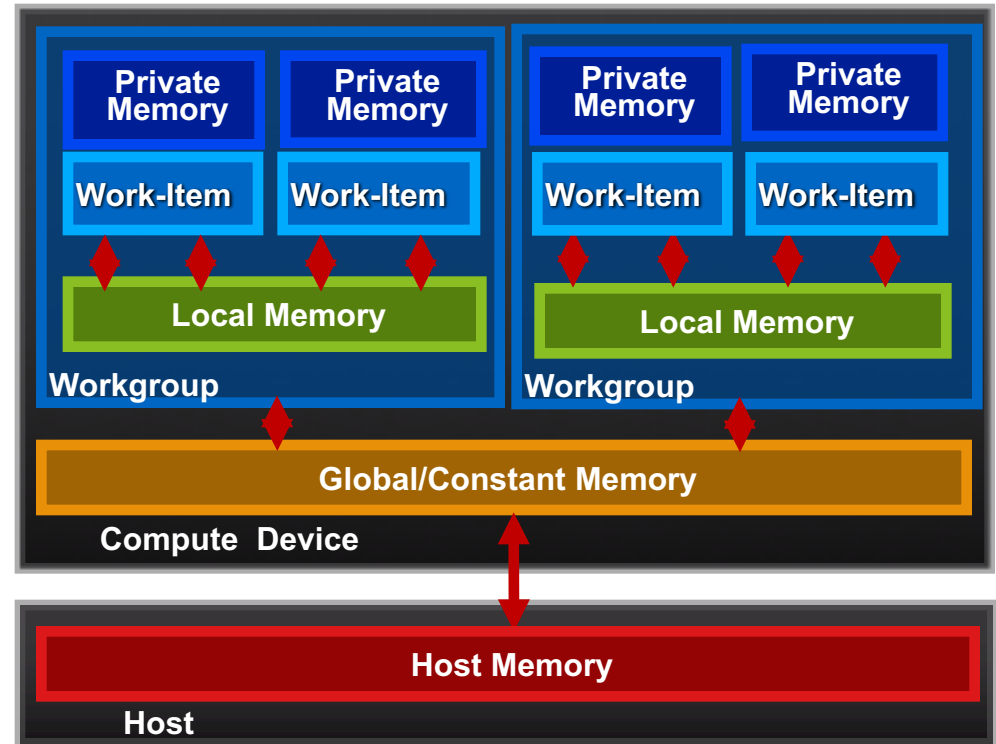 Private
Memory
Private
Memory
Private
Memory
Private
Memory
Work-Item
Work-Item
Work-Item
Work-Item
Local Memory
Local Memory
Workgroup
Workgroup
Global/Constant Memory
Compute Device
Host Memory
Host